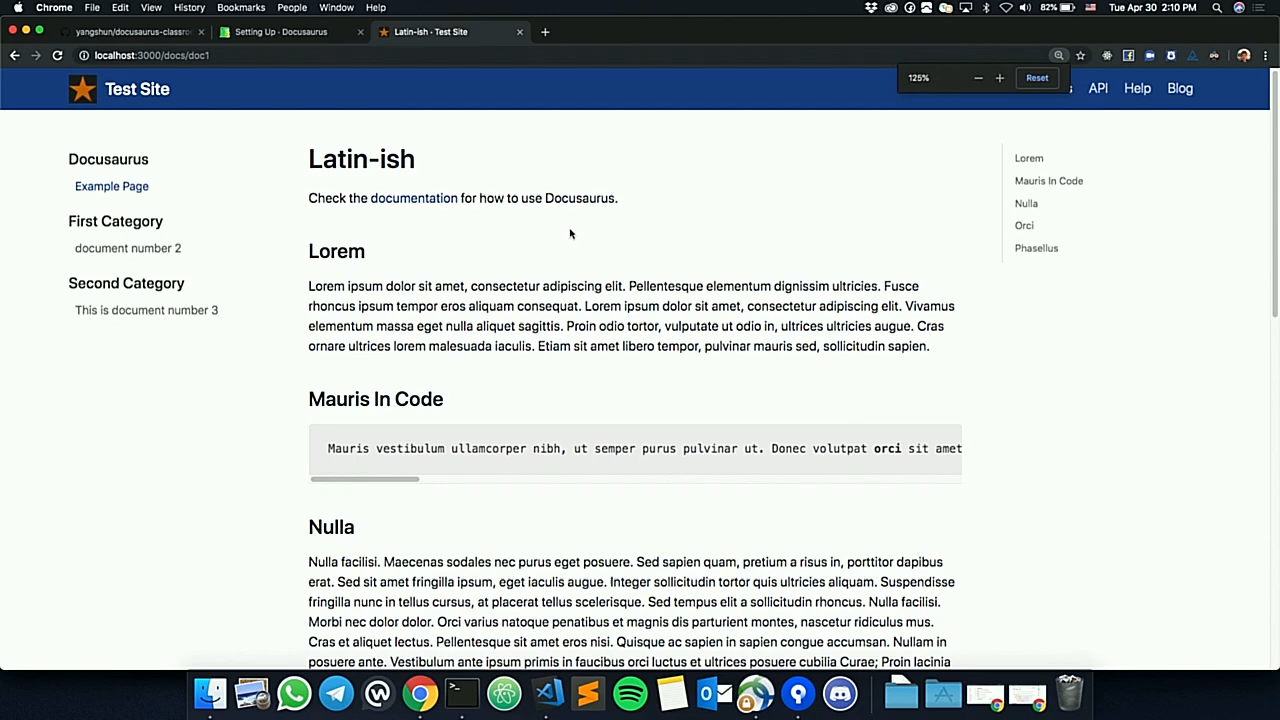 Chrome File Edit View History Bookmarks People Window Help 82% Tue Apr 30 2:10 PM
yangshun/docusaurus-classro Setting Up · Docusaurus Latin-ish · Test Site
localhost:3000/docs/doc1
125% Reset
Test Site API Help Blog
Docusaurus
Example Page
First Category
document number 2
Second Category
This is document number 3
Latin-ish
Check the documentation for how to use Docusaurus.
Lorem
Lorem ipsum dolor sit amet, consectetur adipiscing elit. Pellentesque elementum dignissim ultricies. Fusce
rhoncus ipsum tempor eros aliquam consequat. Lorem ipsum dolor sit amet, consectetur adipiscing elit. Vivamus
elementum massa eget nulla aliquet sagittis. Proin odio tortor, vulputate ut odio in, ultrices ultricies augue. Cras
ornare ultrices lorem malesuada iaculis. Etiam sit amet libero tempor, pulvinar mauris sed, sollicitudin sapien.
Mauris In Code
Mauris vestibulum ullamcorper nibh, ut semper purus pulvinar ut. Donec volutpat orci sit amet
Nulla
Nulla facilisi. Maecenas sodales nec purus eget posuere. Sed sapien quam, pretium a risus in, porttitor dapibus
erat. Sed sit amet fringilla ipsum, eget iaculis augue. Integer sollicitudin tortor quis ultricies aliquam. Suspendisse
fringilla nunc in tellus cursus, at placerat tellus scelerisque. Sed tempus elit a sollicitudin rhoncus. Nulla facilisi.
Morbi nec dolor dolor. Orci varius natoque penatibus et magnis dis parturient montes, nascetur ridiculus mus.
Cras et aliquet lectus. Pellentesque sit amet eros nisi. Quisque ac sapien in sapien congue accumsan. Nullam in
posuere ante. Vestibulum ante ipsum primis in faucibus orci luctus et ultrices posuere cubilia Curae; Proin lacinia
Lorem
Mauris In Code
Nulla
Orci
Phasellus